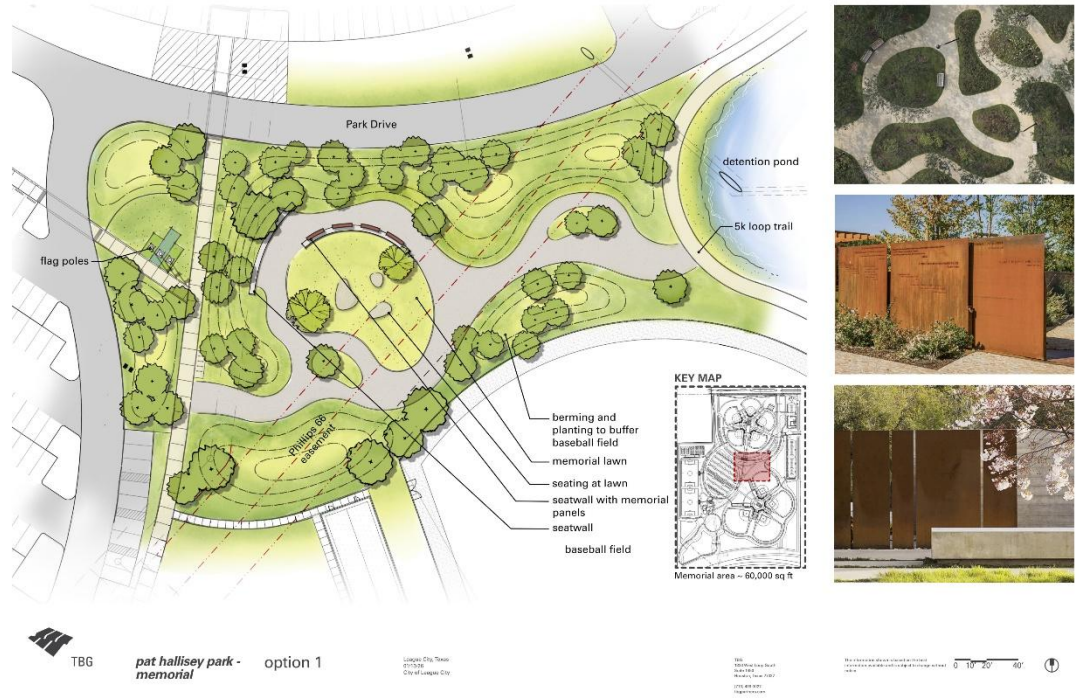 Park Drive
detention pond
5k loop trail
flag poles
Phillips 66
easement
berming and
planting to buffer
baseball field
memorial lawn
seating at lawn
seatwall with memorial
panels
seatwall
baseball field
KEY MAP
Memorial area ~ 60,000 sq ft
TBG
pat hallisey park -
memorial
option 1
League City, Texas
City of League City
TBG
0 10' 20' 40'